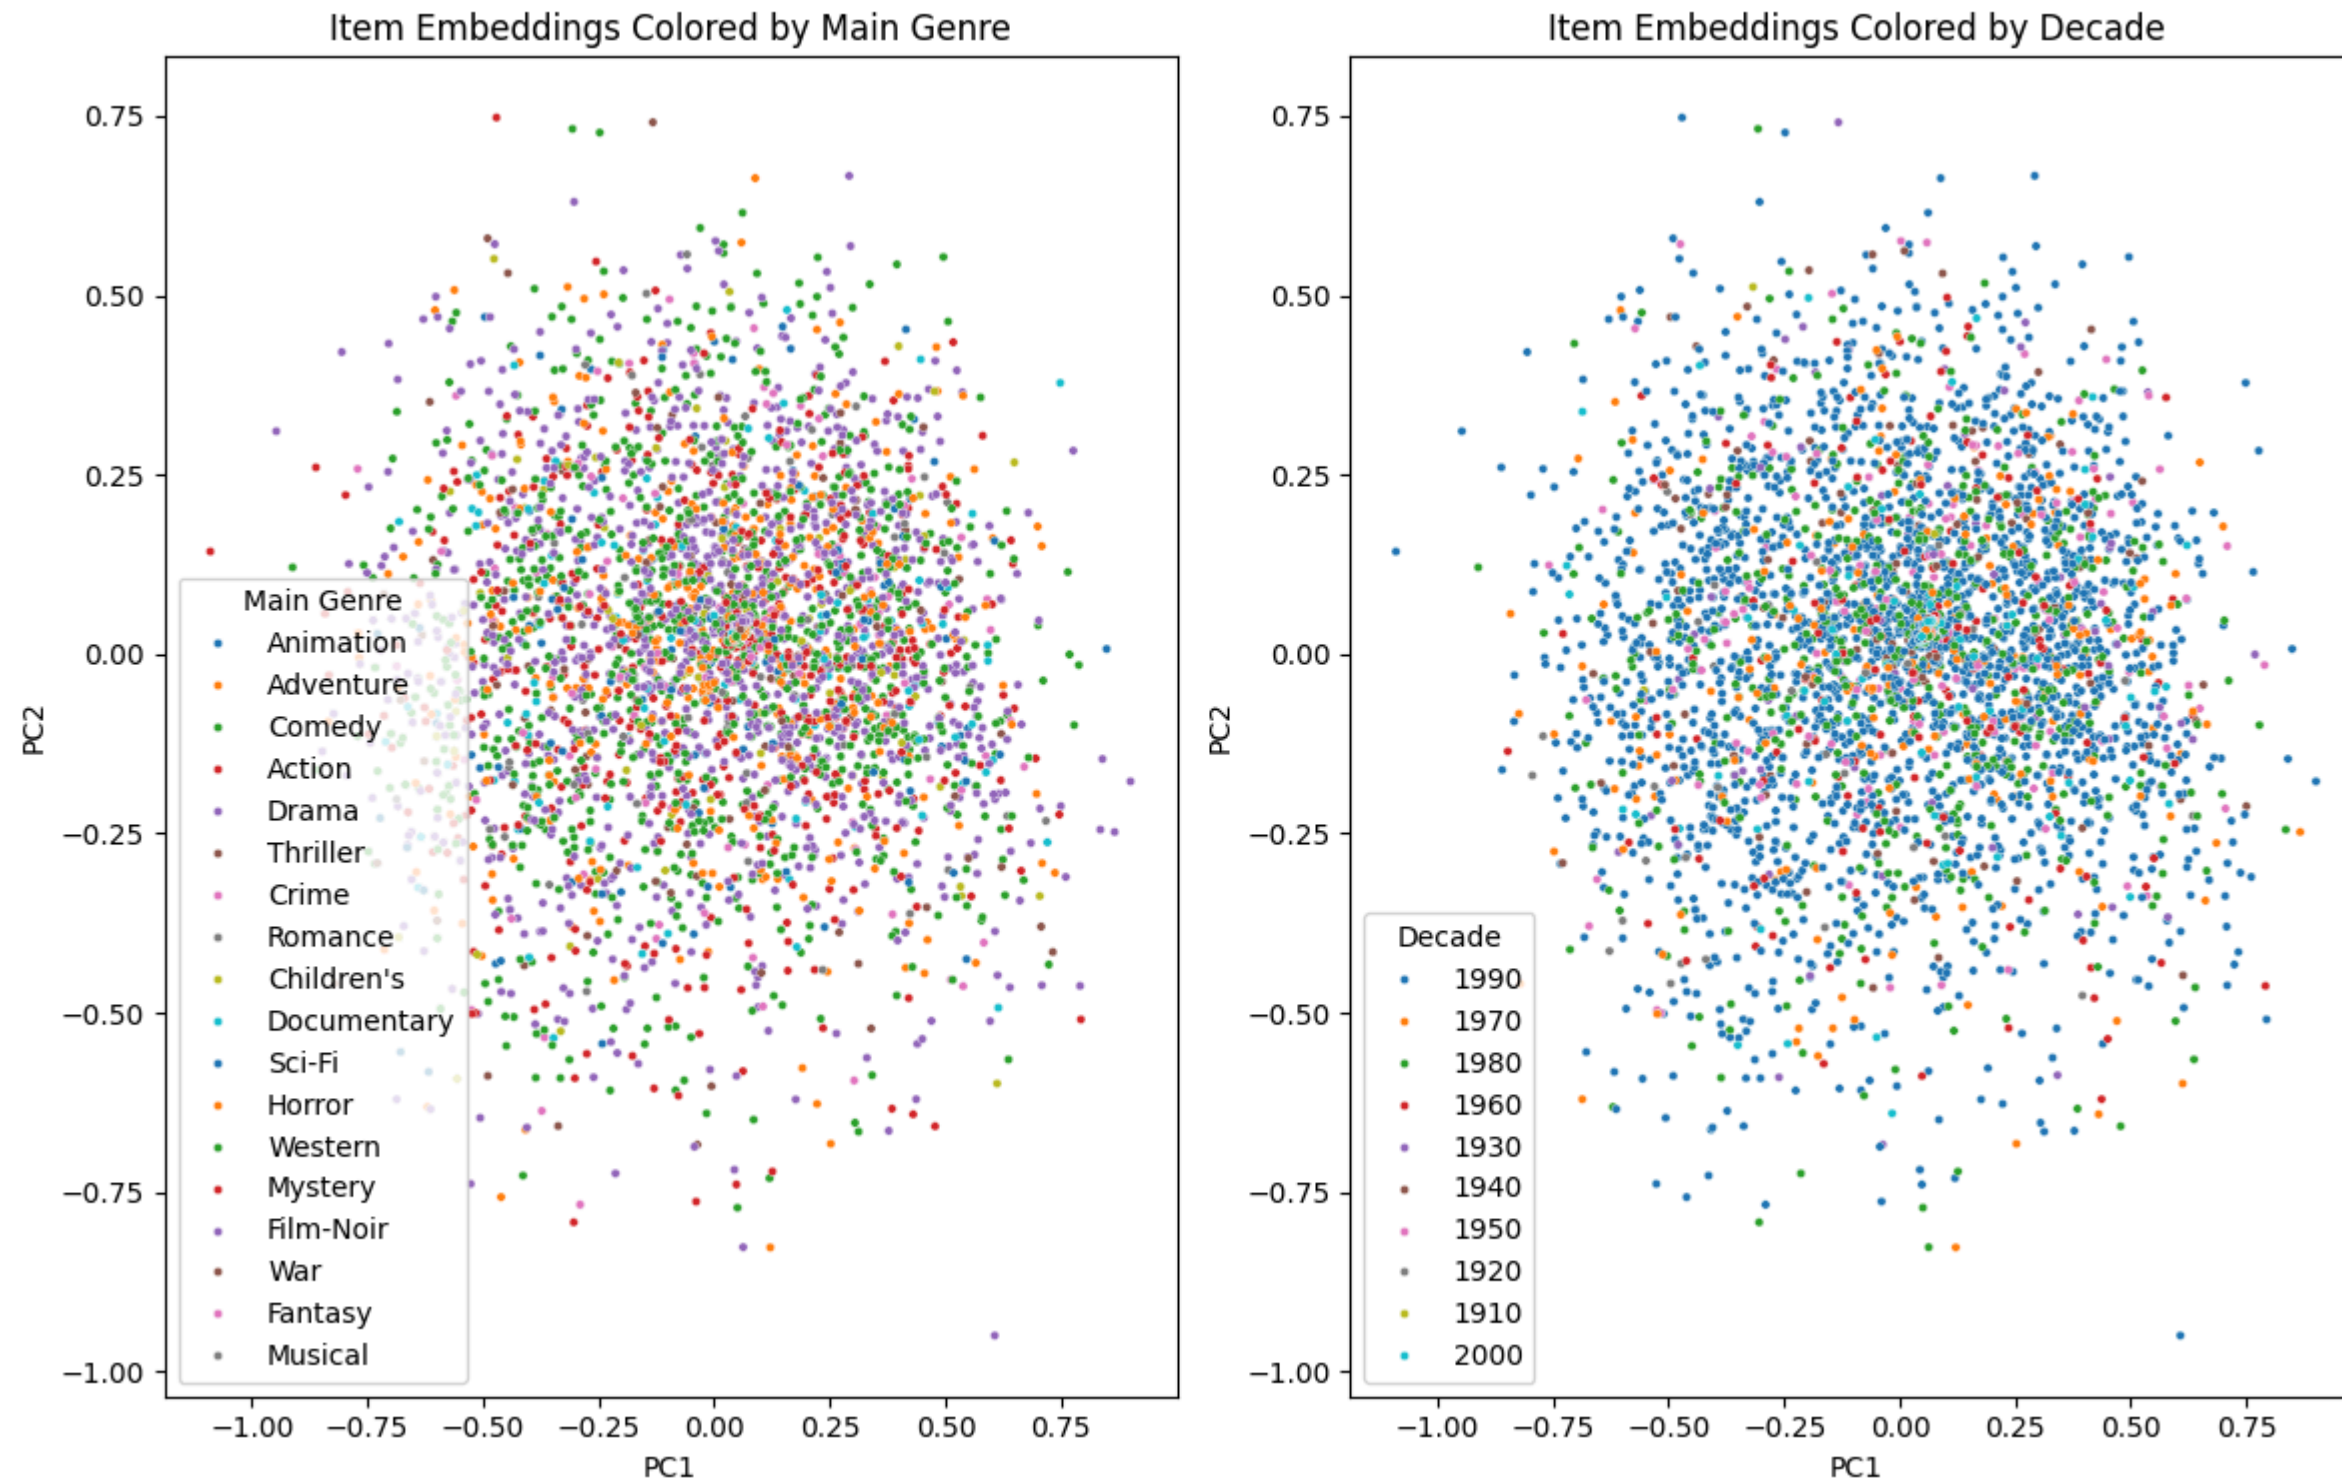 Item Embeddings Colored by Main Genre
0.75
0.50
0.25
0.00
−0.25
−0.50
−0.75
−1.00
PC2
Main Genre
Animation
Adventure
Comedy
Action
Drama
Thriller
Crime
Romance
Children's
Documentary
Sci-Fi
Horror
Western
Mystery
Film-Noir
War
Fantasy
Musical
−1.00 −0.75 −0.50 −0.25 0.00 0.25 0.50 0.75
PC1
Item Embeddings Colored by Decade
0.75
0.50
0.25
0.00
−0.25
−0.50
−0.75
−1.00
PC2
Decade
1990
1970
1980
1960
1930
1940
1950
1920
1910
2000
−1.00 −0.75 −0.50 −0.25 0.00 0.25 0.50 0.75
PC1